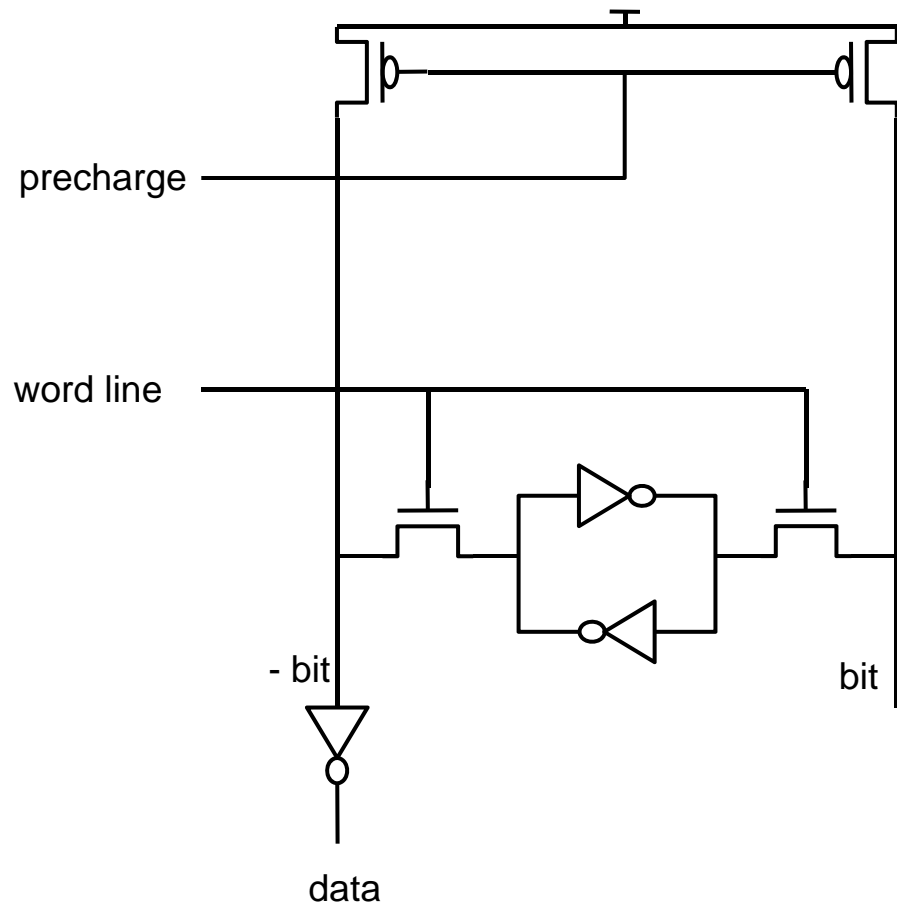 precharge
word line
- bit
bit
data